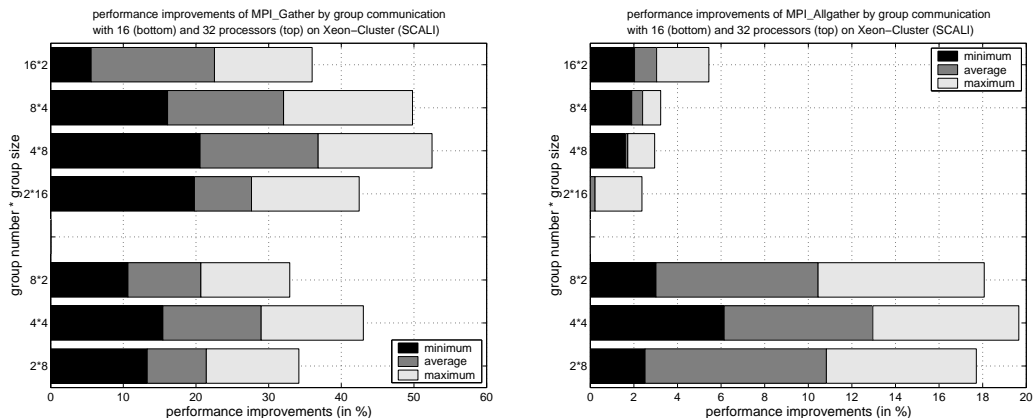 performance improvements of MPI_Gather by group communication
with 16 (bottom) and 32 processors (top) on Xeon−Cluster (SCALI)
group number * group size
16*2
8*4
4*8
2*16
8*2
4*4
2*8
minimum
average
maximum
0 10 20 30 40 50 60
performance improvements (in %)
performance improvements of MPI_Allgather by group communication
with 16 (bottom) and 32 processors (top) on Xeon−Cluster (SCALI)
minimum
average
maximum
group number * group size
16*2
8*4
4*8
2*16
8*2
4*4
2*8
0 2 4 6 8 10 12 14 16 18 20
performance improvements (in %)